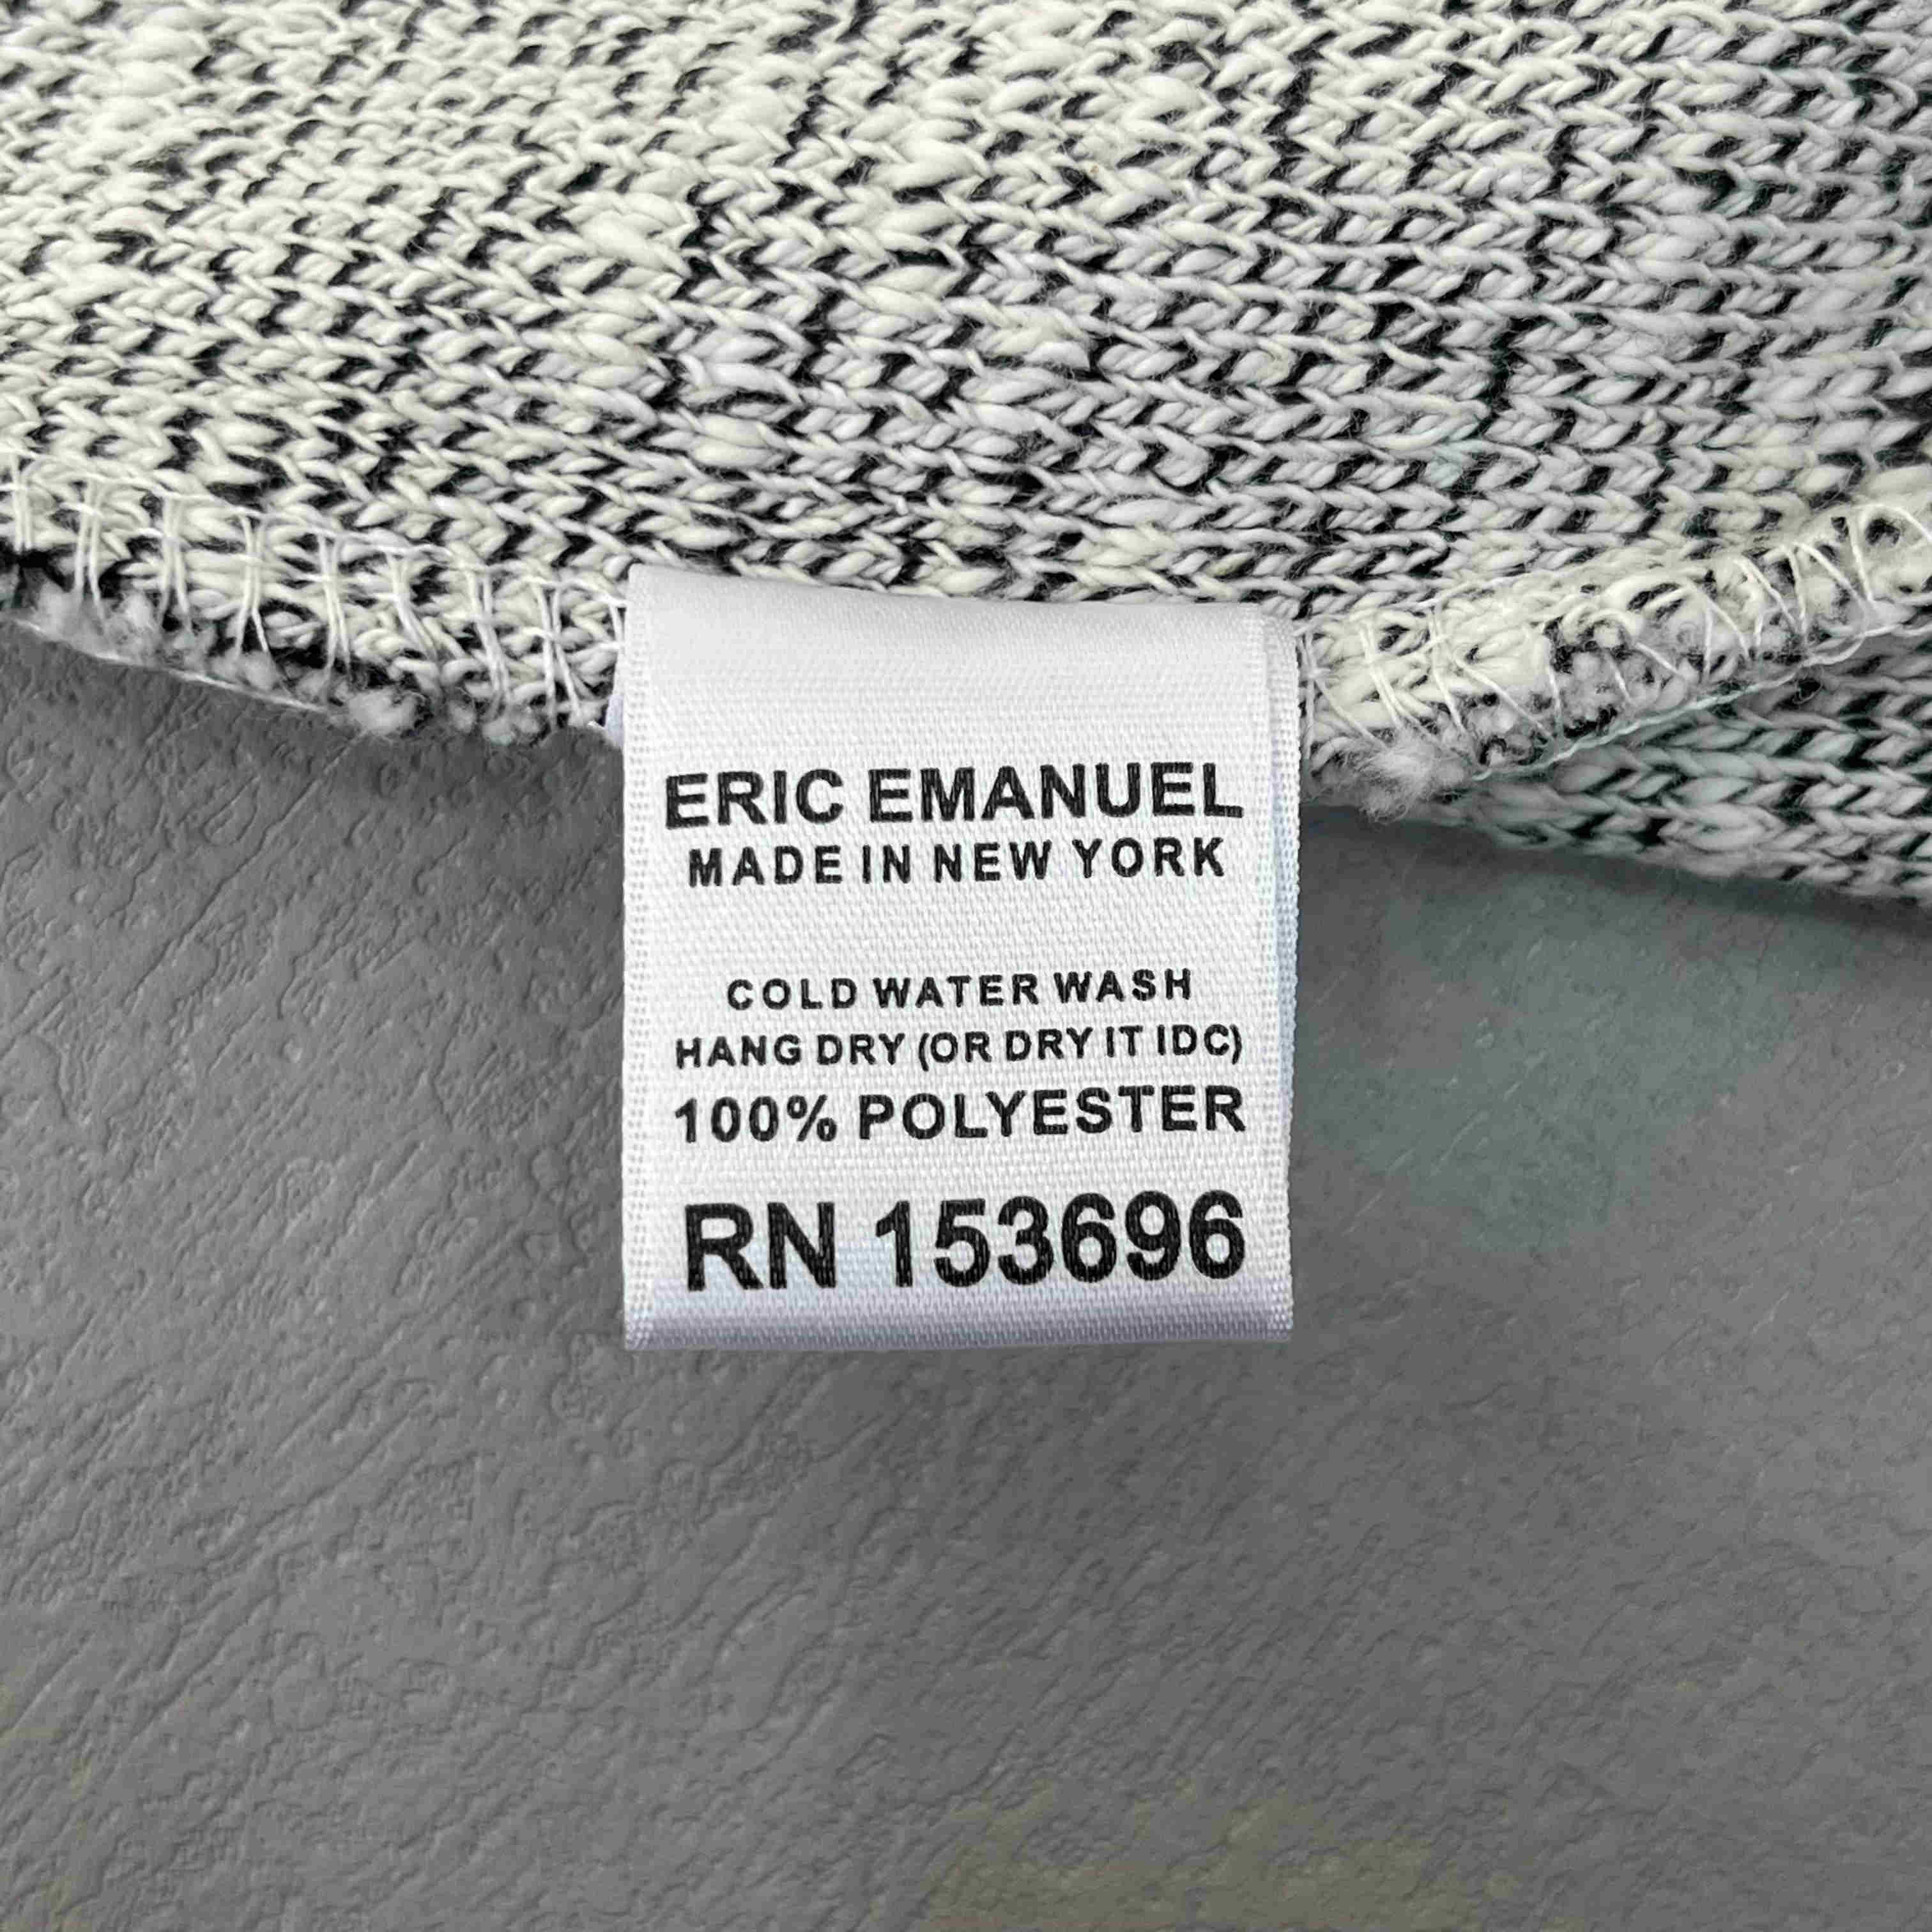 ERIC EMANUEL
MADE IN NEW YORK
COLD WATER WASH
HANG DRY (OR DRY IT IDC)
100% POLYESTER
RN 153696